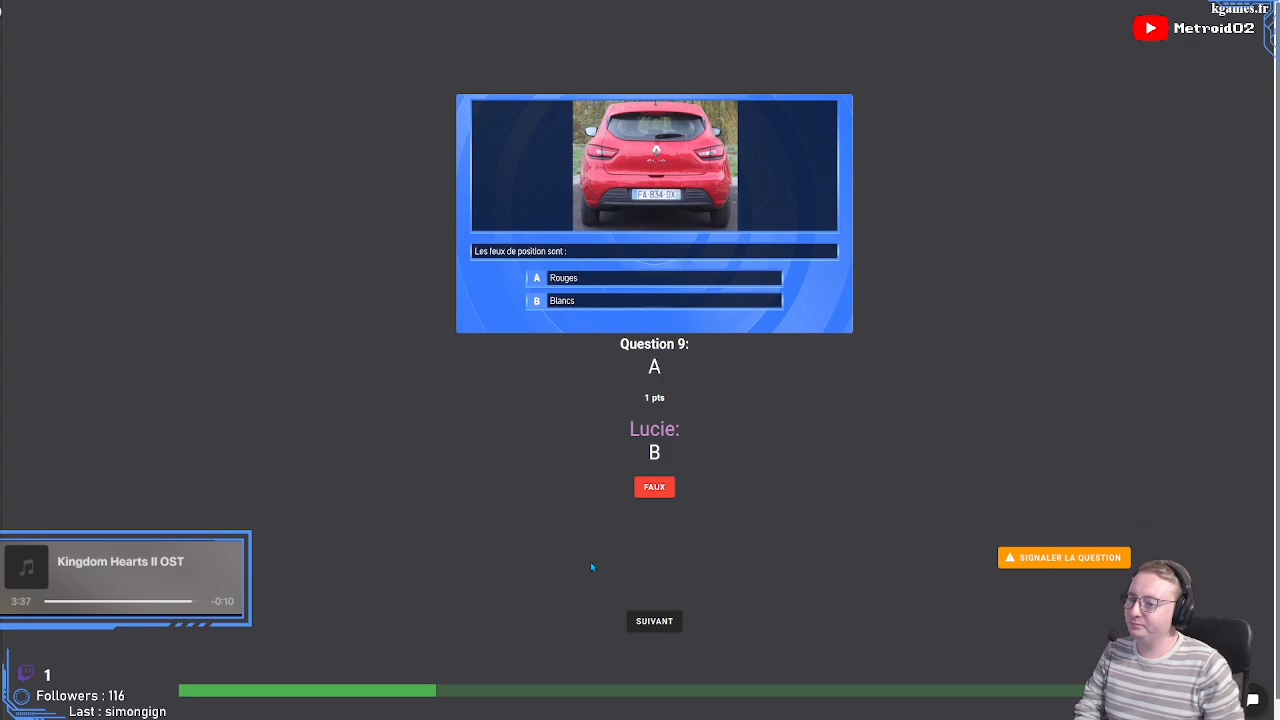 kgames.fr
Metroid02
FA-834-DX
Les feux de position sont :
A Rouges
B Blancs
Question 9:
A
1 pts
Lucie:
B
FAUX
Kingdom Hearts II OST
3:37 -0:10
SIGNALER LA QUESTION
SUIVANT
1
Followers : 116
Last : simongign